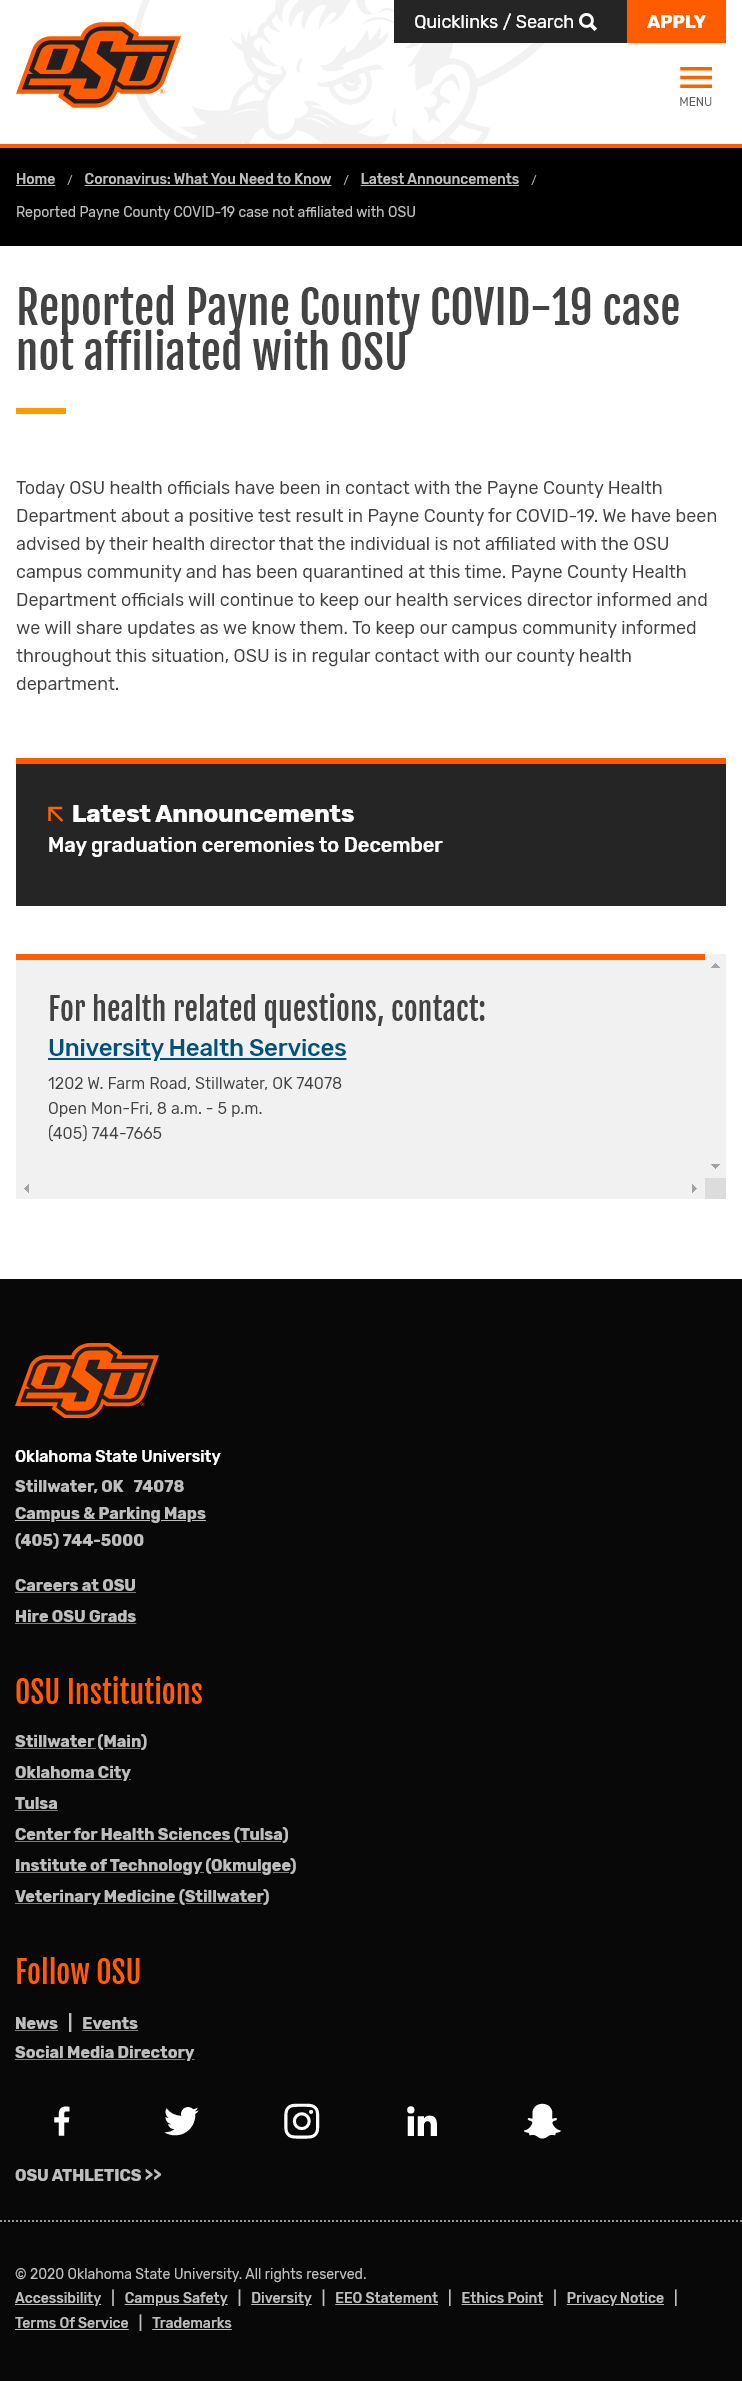 OSU
Quicklinks / Search
APPLY
MENU
Home / Coronavirus: What You Need to Know / Latest Announcements /
Reported Payne County COVID-19 case not affiliated with OSU
Reported Payne County COVID-19 case
not affiliated with OSU
Today OSU health officials have been in contact with the Payne County Health
Department about a positive test result in Payne County for COVID-19. We have been
advised by their health director that the individual is not affiliated with the OSU
campus community and has been quarantined at this time. Payne County Health
Department officials will continue to keep our health services director informed and
we will share updates as we know them. To keep our campus community informed
throughout this situation, OSU is in regular contact with our county health
department.
Latest Announcements
May graduation ceremonies to December
For health related questions, contact:
University Health Services
1202 W. Farm Road, Stillwater, OK 74078
Open Mon-Fri, 8 a.m. - 5 p.m.
(405) 744-7665
OSU
Oklahoma State University
Stillwater, OK 74078
Campus & Parking Maps
(405) 744-5000
Careers at OSU
Hire OSU Grads
OSU Institutions
Stillwater (Main)
Oklahoma City
Tulsa
Center for Health Sciences (Tulsa)
Institute of Technology (Okmulgee)
Veterinary Medicine (Stillwater)
Follow OSU
News | Events
Social Media Directory
OSU ATHLETICS >>
© 2020 Oklahoma State University. All rights reserved.
Accessibility | Campus Safety | Diversity | EEO Statement | Ethics Point | Privacy Notice |
Terms Of Service | Trademarks